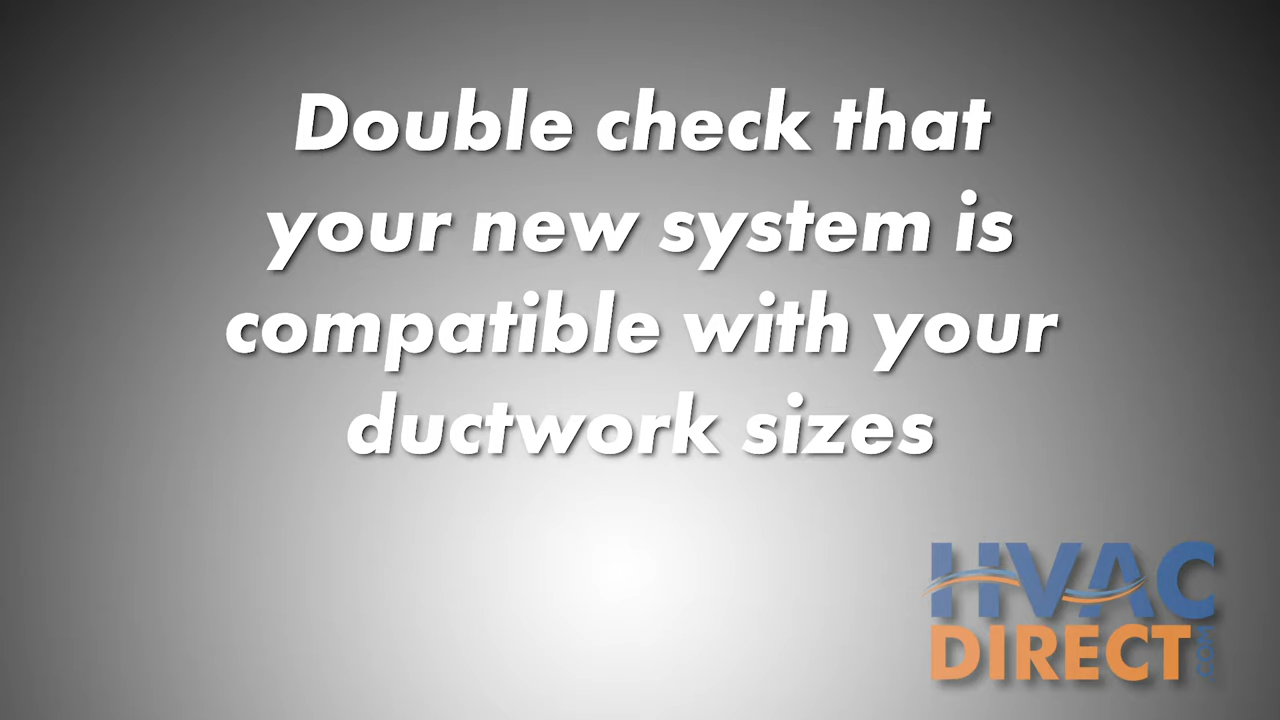 Double check that
your new system is
compatible with your
ductwork sizes
HVAC
DIRECT
.COM